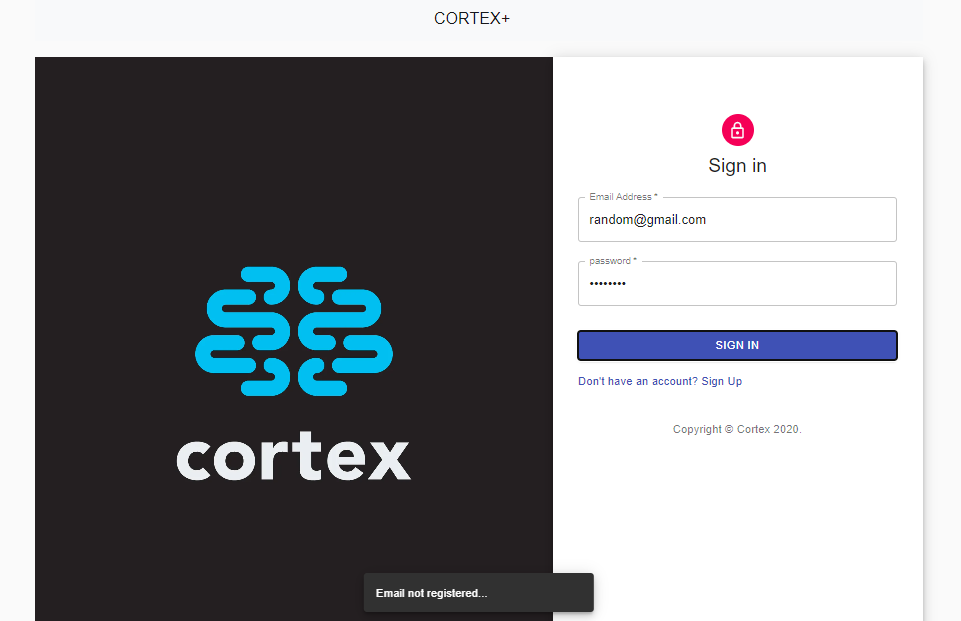 CORTEX+
Sign in
Email Address *
random@gmail.com
password *
••••••••
SIGN IN
Don't have an account? Sign Up
Copyright © Cortex 2020.
cortex
Email not registered...